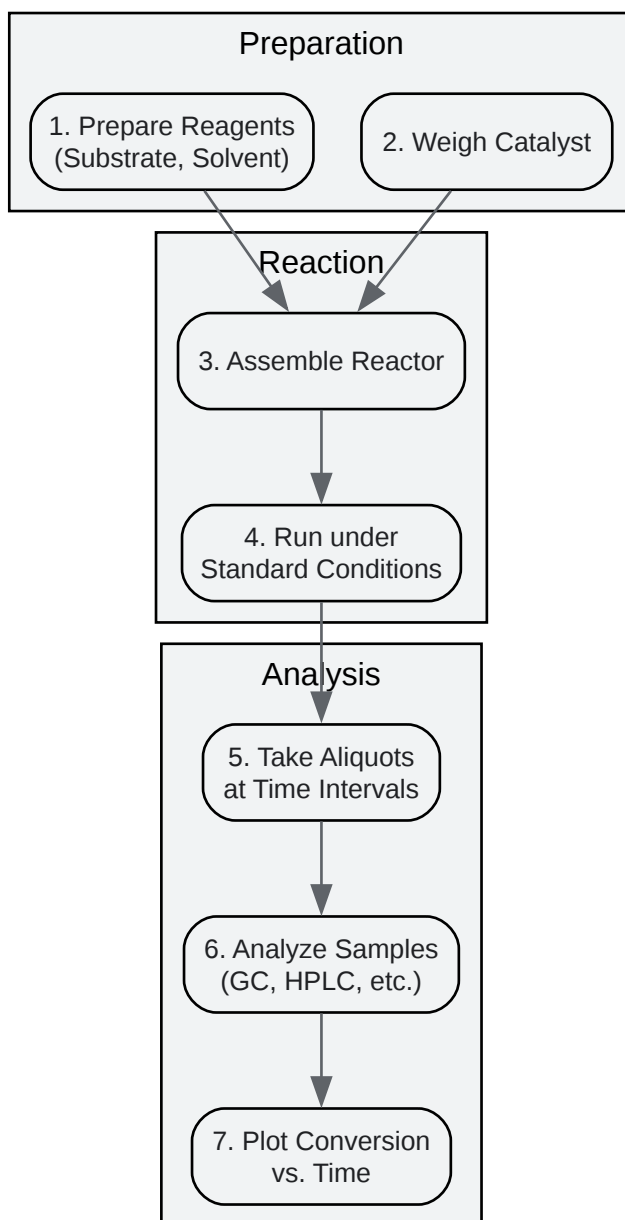 Preparation
1. Prepare Reagents
(Substrate, Solvent)
2. Weigh Catalyst
Reaction
3. Assemble Reactor
4. Run under
Standard Conditions
Analysis
5. Take Aliquots
at Time Intervals
6. Analyze Samples
(GC, HPLC, etc.)
7. Plot Conversion
vs. Time